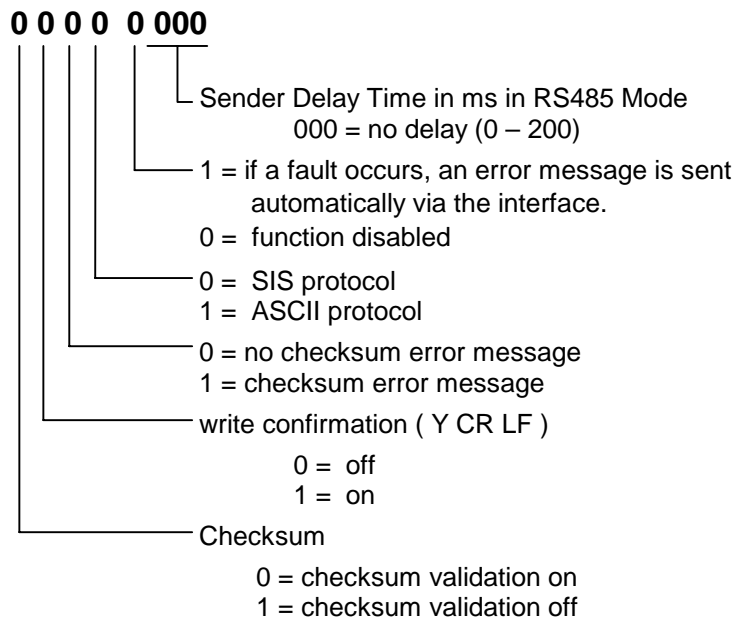 0 0 0 0 0 000
Sender Delay Time in ms in RS485 Mode
000 = no delay (0 – 200)
1 = if a fault occurs, an error message is sent
automatically via the interface.
0 = function disabled
0 = SIS protocol
1 = ASCII protocol
0 = no checksum error message
1 = checksum error message
write confirmation ( Y CR LF )
0 = off
1 = on
Checksum
0 = checksum validation on
1 = checksum validation off